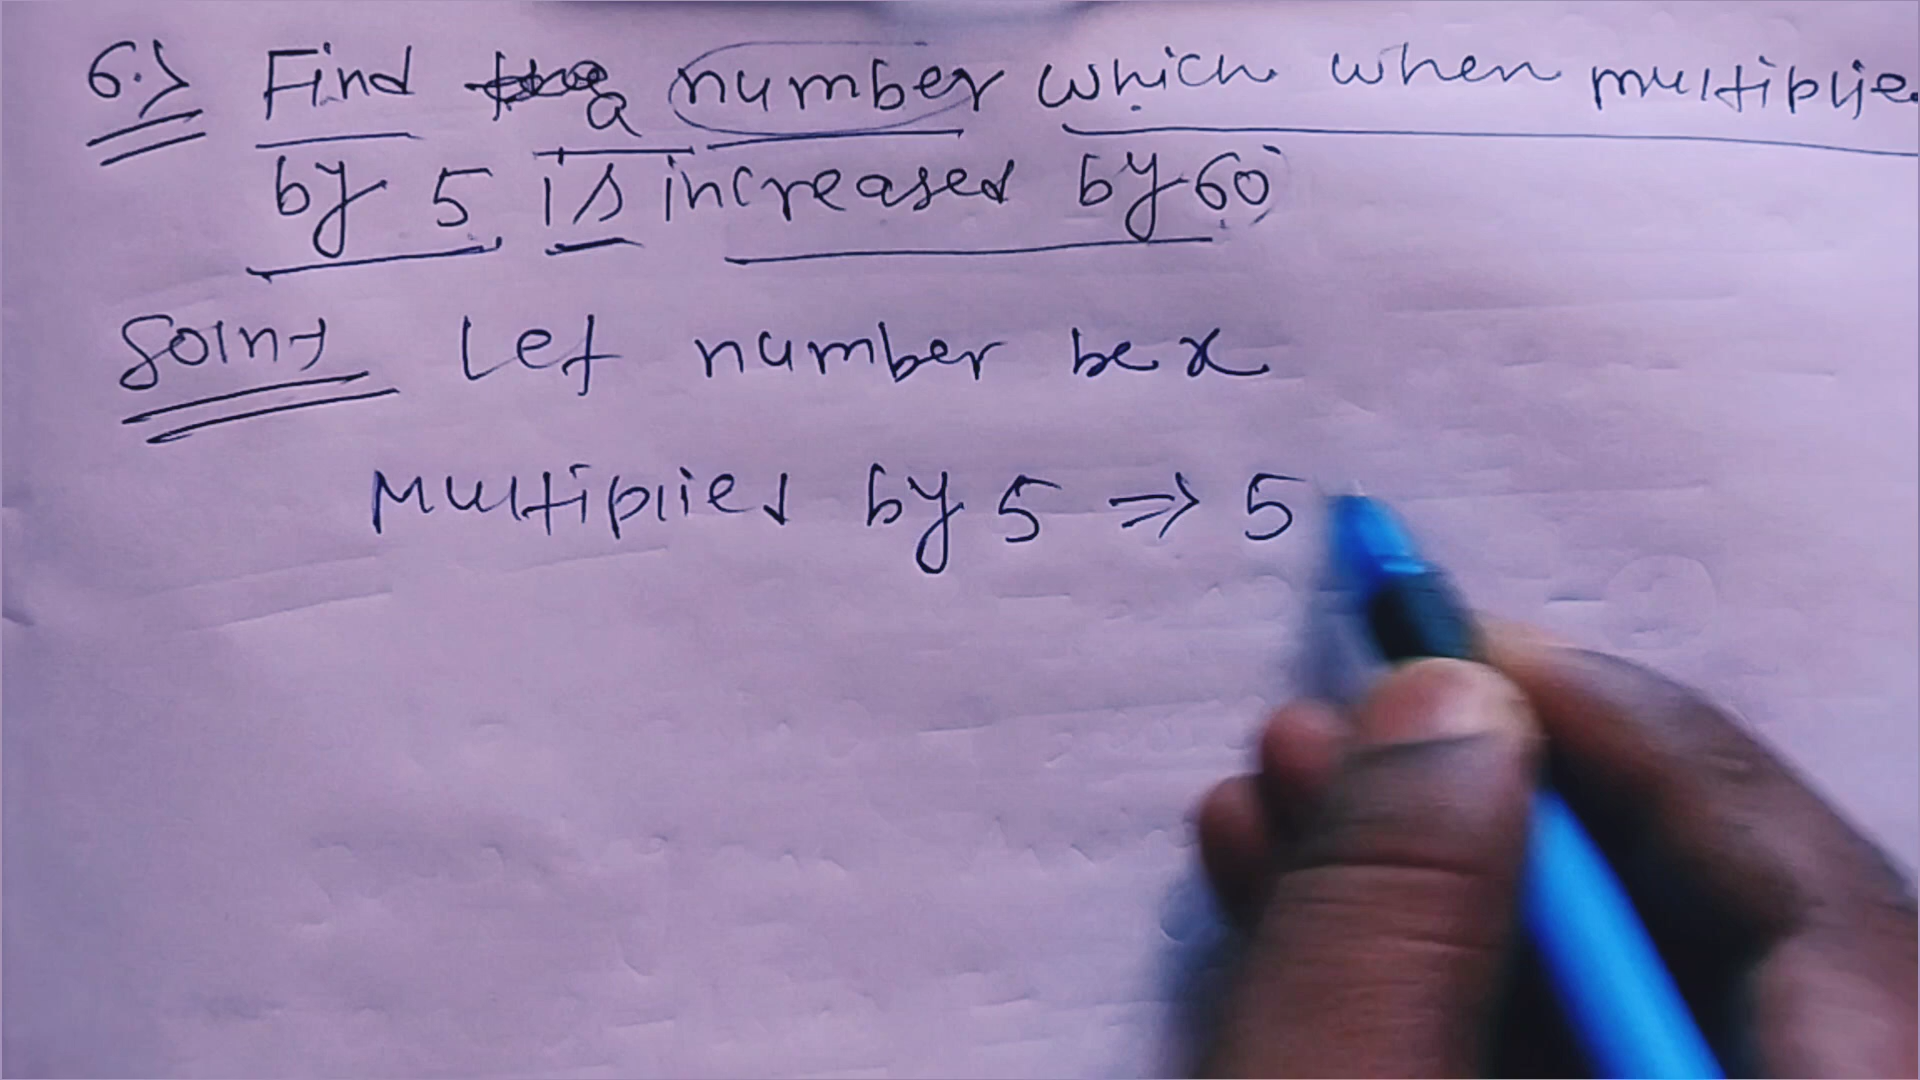 6.> Find a number which when multiplie
by 5 is increased by 60
Soln→ Let number be x
Multiplied by 5 ⇒ 5